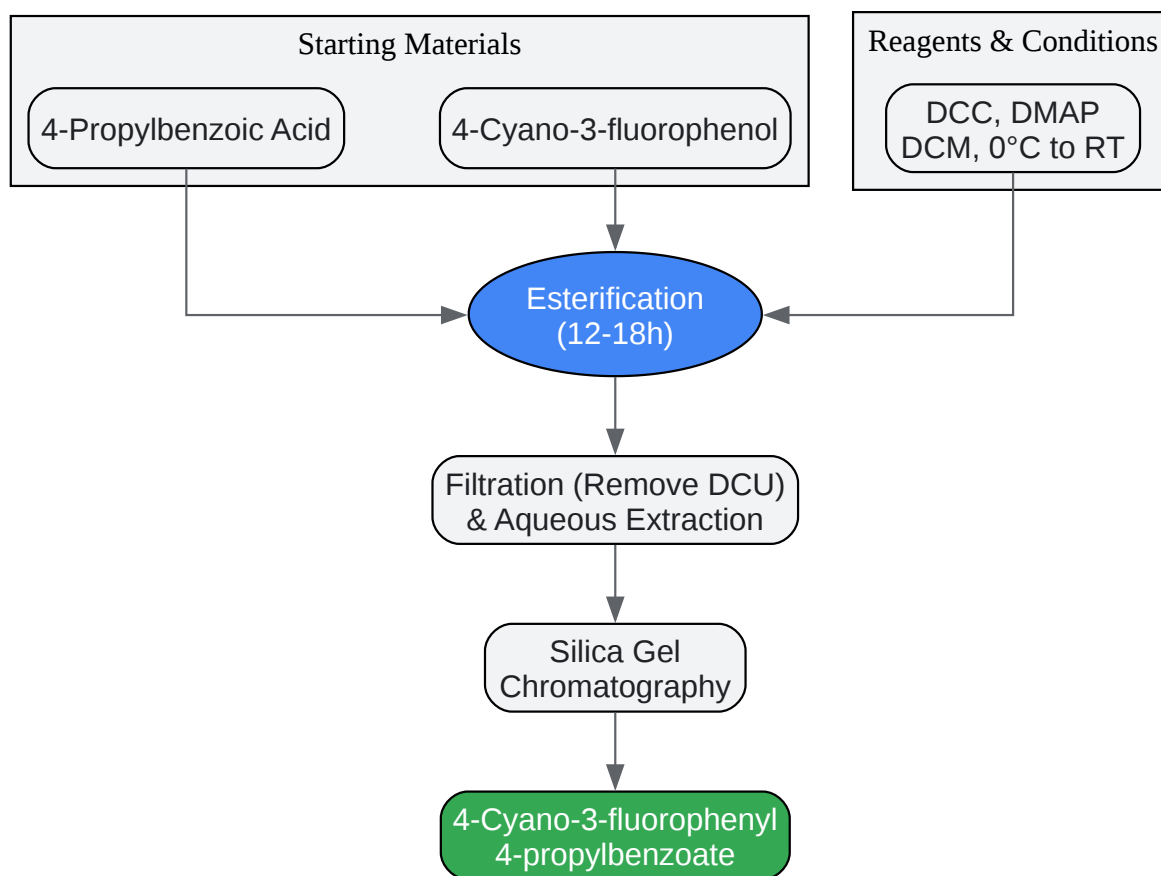 Starting Materials
4-Propylbenzoic Acid
4-Cyano-3-fluorophenol
Reagents & Conditions
DCC, DMAP
DCM, 0°C to RT
Esterification
(12-18h)
Filtration (Remove DCU)
& Aqueous Extraction
Silica Gel
Chromatography
4-Cyano-3-fluorophenyl
4-propylbenzoate